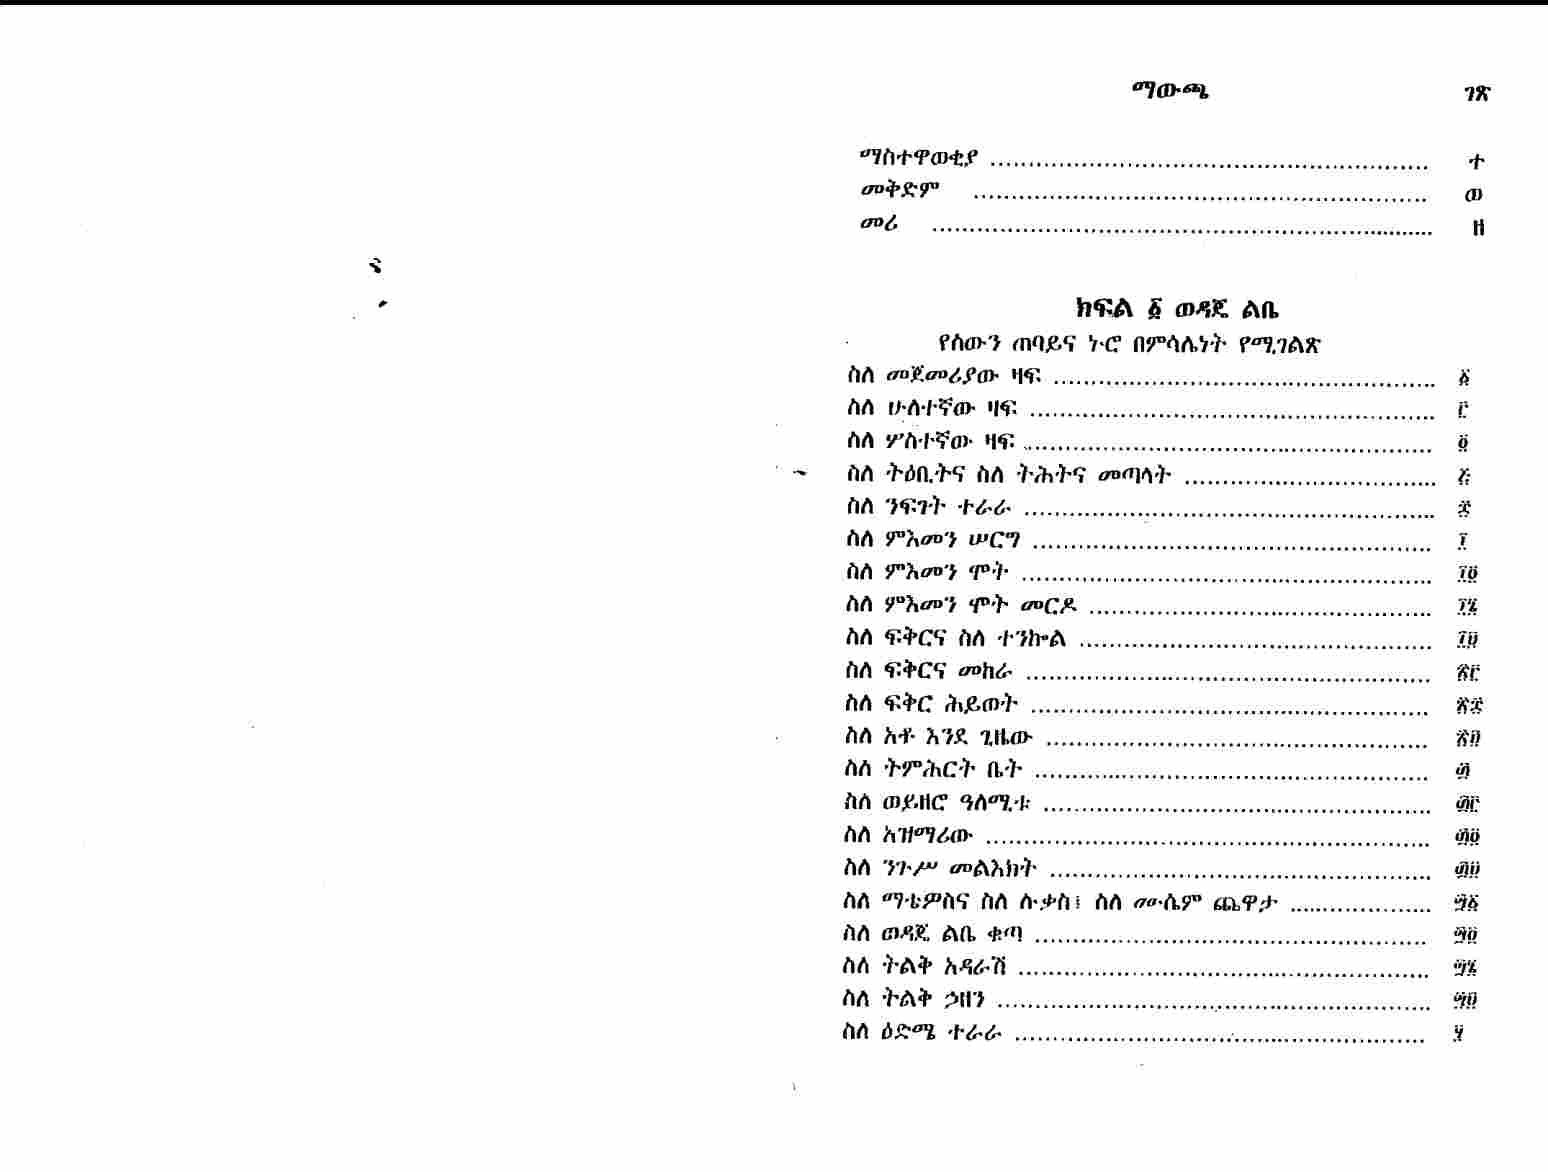 ማውጫ ገጽ
ማስተዋወቂያ ........................................ ተ
መቅድም ........................................ ወ
መሪ ........................................ ዘ
ክፍል ፩ ወዳጄ ልቤ
የሰውን ጠባይና ኑሮ በምሳሌነት የሚገልጽ
ስለ መጀመሪያው ዛፍ ........................................ ፩
ስለ ሁለተኛው ዛፍ ........................................ ፫
ስለ ሦስተኛው ዛፍ ........................................ ፬
ስለ ትዕቢትና ስለ ትሕትና መጣላት ........................................ ፭
ስለ ንፍገት ተራራ ........................................ ፰
ስለ ምእመን ሠርግ ........................................ ፲
ስለ ምእመን ሞት ........................................ ፲፬
ስለ ምእመን ሞት መርዶ ........................................ ፲፮
ስለ ፍቅርና ስለ ተንኰል ........................................ ፲፱
ስለ ፍቅርና መከራ ........................................ ፳፫
ስለ ፍቅር ሕይወት ........................................ ፳፰
ስለ አቶ እንደ ጊዜው ........................................ ፳፱
ስለ ትምሕርት ቤት ........................................ ፴
ስለ ወይዘሮ ዓለሚቱ ........................................ ፴፫
ስለ አዝማሪው ........................................ ፴፬
ስለ ንጉሥ መልእክት ........................................ ፴፱
ስለ ማቴዎስና ስለ ሉቃስ፤ ስለ ሙሴም ጨዋታ .................... ፵፩
ስለ ወዳጄ ልቤ ቁጣ ........................................ ፵፬
ስለ ትልቅ አዳራሽ ........................................ ፵፮
ስለ ትልቅ ኃዘን ........................................ ፵፱
ስለ ዕድሜ ተራራ ........................................ ፶